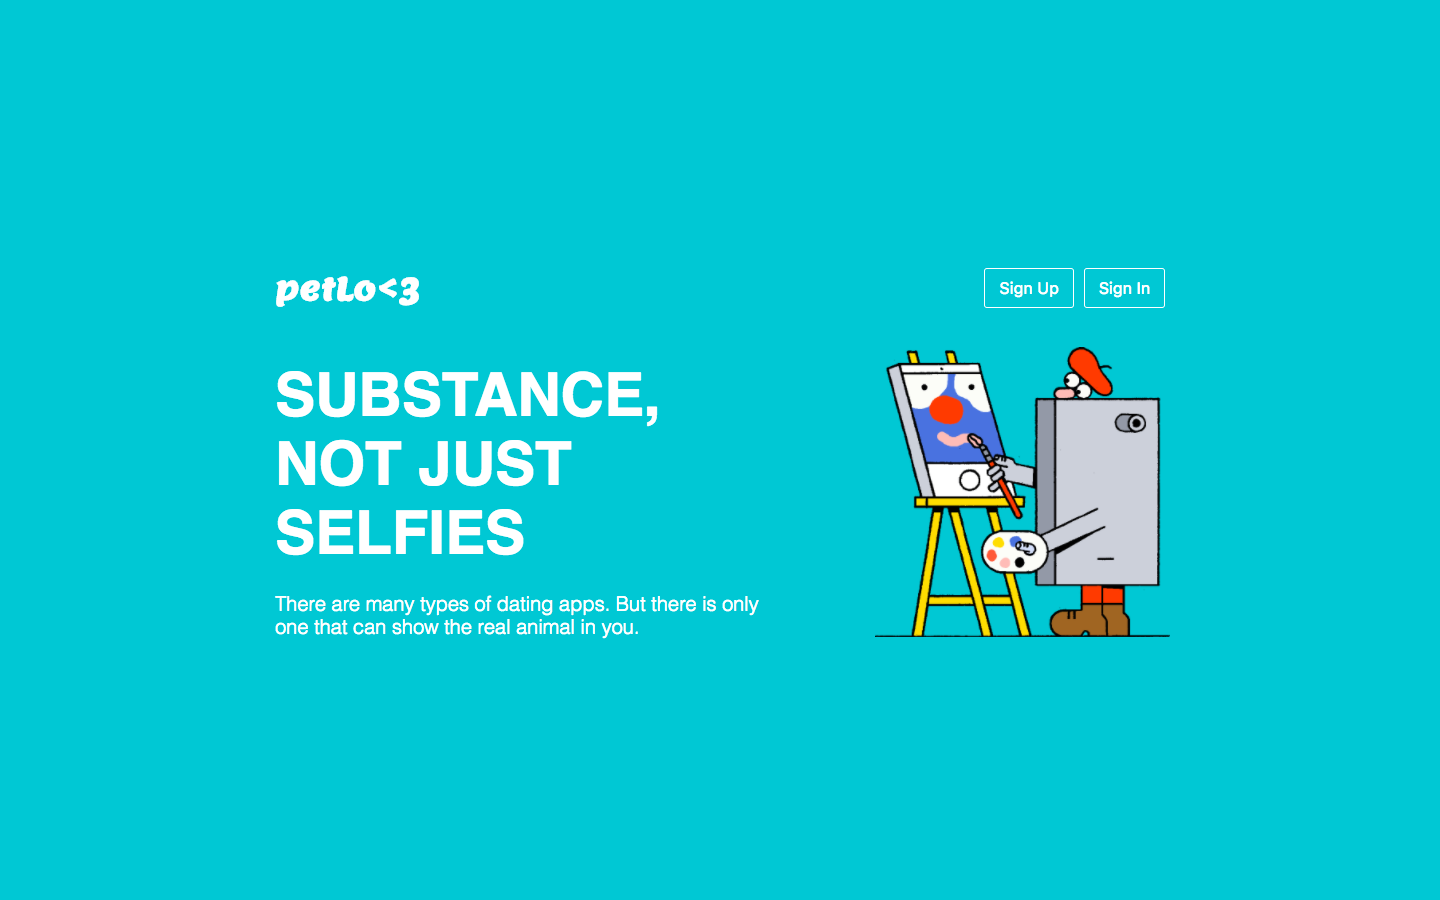 petLo<3
Sign Up
Sign In
SUBSTANCE,
NOT JUST
SELFIES
There are many types of dating apps. But there is only
one that can show the real animal in you.